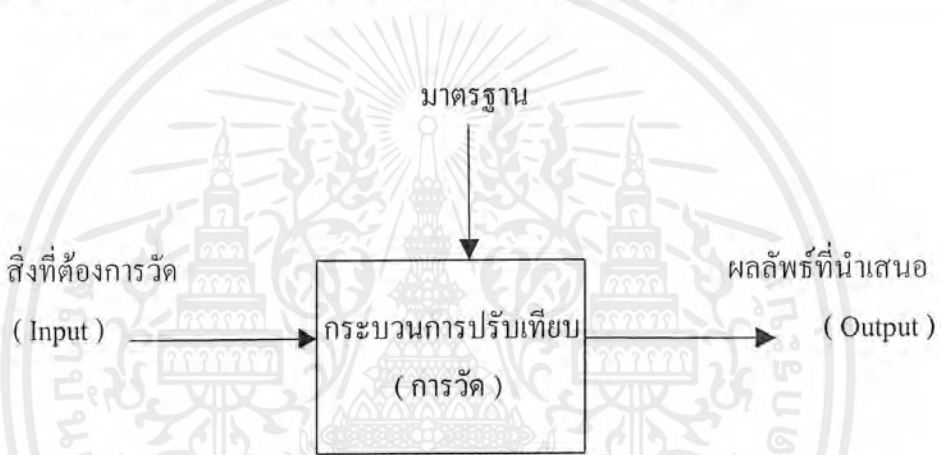 มาตรฐาน
สิ่งที่ต้องการวัด
( Input )
กระบวนการปรับเทียบ
( การวัด )
ผลลัพธ์ที่นำเสนอ
( Output )